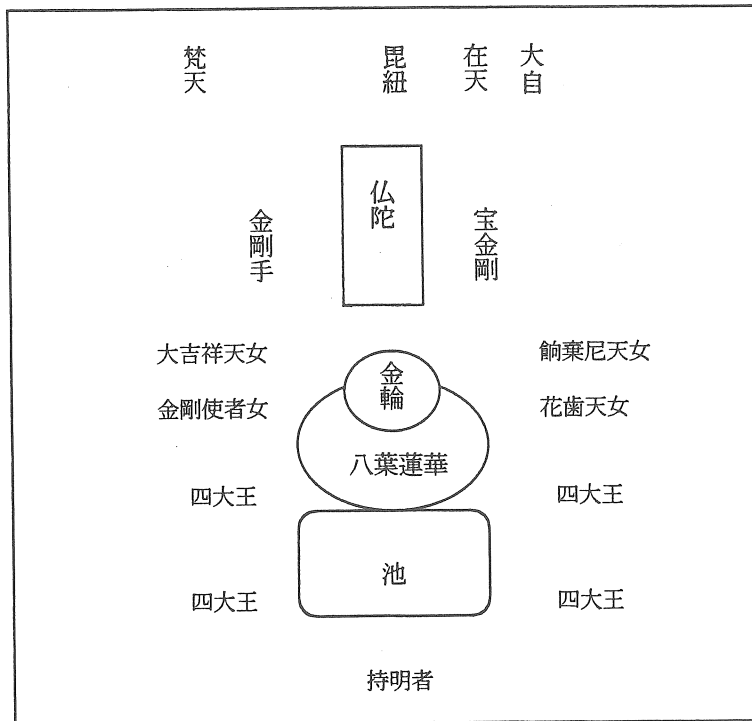 梵天
毘紐
大自
在天
仏陀
金剛手
宝金剛
大吉祥天女
餉棄尼天女
金輪
金剛使者女
花歯天女
八葉蓮華
四大王
四大王
池
四大王
四大王
持明者